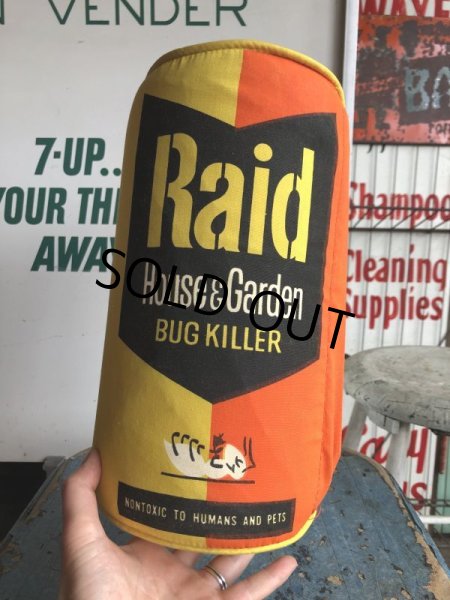 VENDER
7-UP..
YOUR
AWA
WAVE
Raid
House & Garden
BUG KILLER
NONTOXIC TO HUMANS AND PETS
SOLD OUT
Shampoo
Cleaning
Supplies